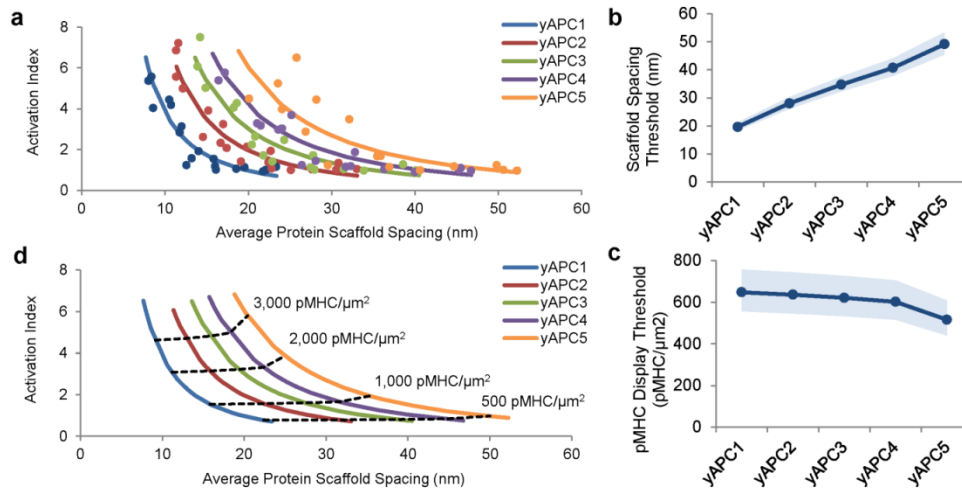 a
Activation Index
8
6
4
2
0
0 10 20 30 40 50 60
Average Protein Scaffold Spacing (nm)
yAPC1
yAPC2
yAPC3
yAPC4
yAPC5
b
Scaffold Spacing
Threshold (nm)
60
50
40
30
20
10
0
yAPC1 yAPC2 yAPC3 yAPC4 yAPC5
d
Activation Index
8
6
4
2
0
0 10 20 30 40 50 60
Average Protein Scaffold Spacing (nm)
yAPC1
yAPC2
yAPC3
yAPC4
yAPC5
3,000 pMHC/µm²
2,000 pMHC/µm²
1,000 pMHC/µm²
500 pMHC/µm²
c
pMHC Display Threshold
(pMHC/µm2)
800
600
400
200
0
yAPC1 yAPC2 yAPC3 yAPC4 yAPC5